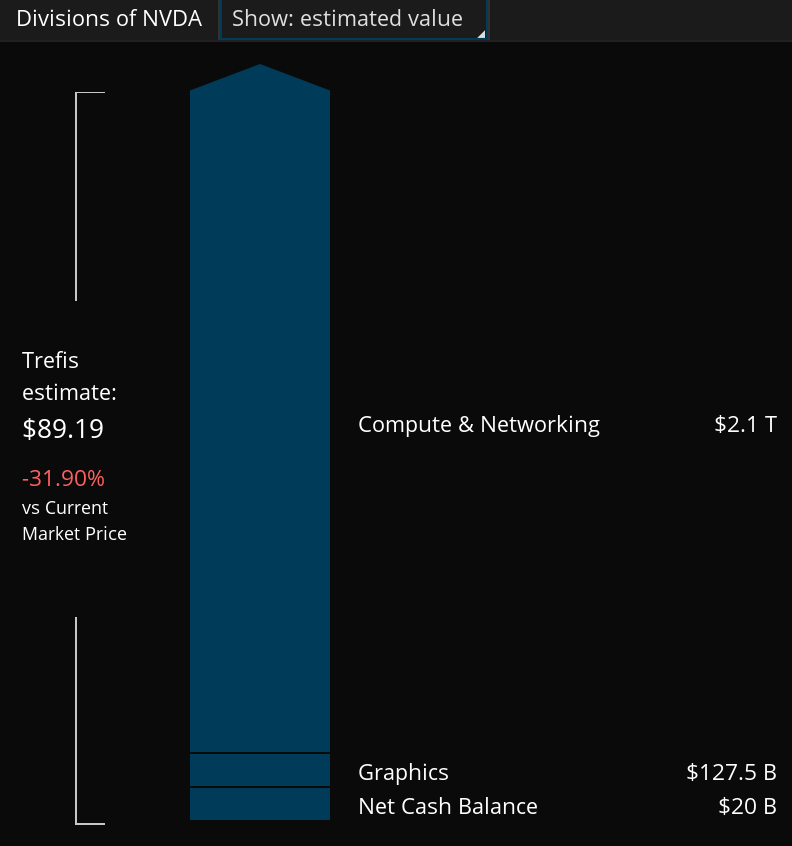 Divisions of NVDA
Show: estimated value
Trefis
estimate:
$89.19
-31.90%
vs Current
Market Price
Compute & Networking $2.1 T
Graphics $127.5 B
Net Cash Balance $20 B